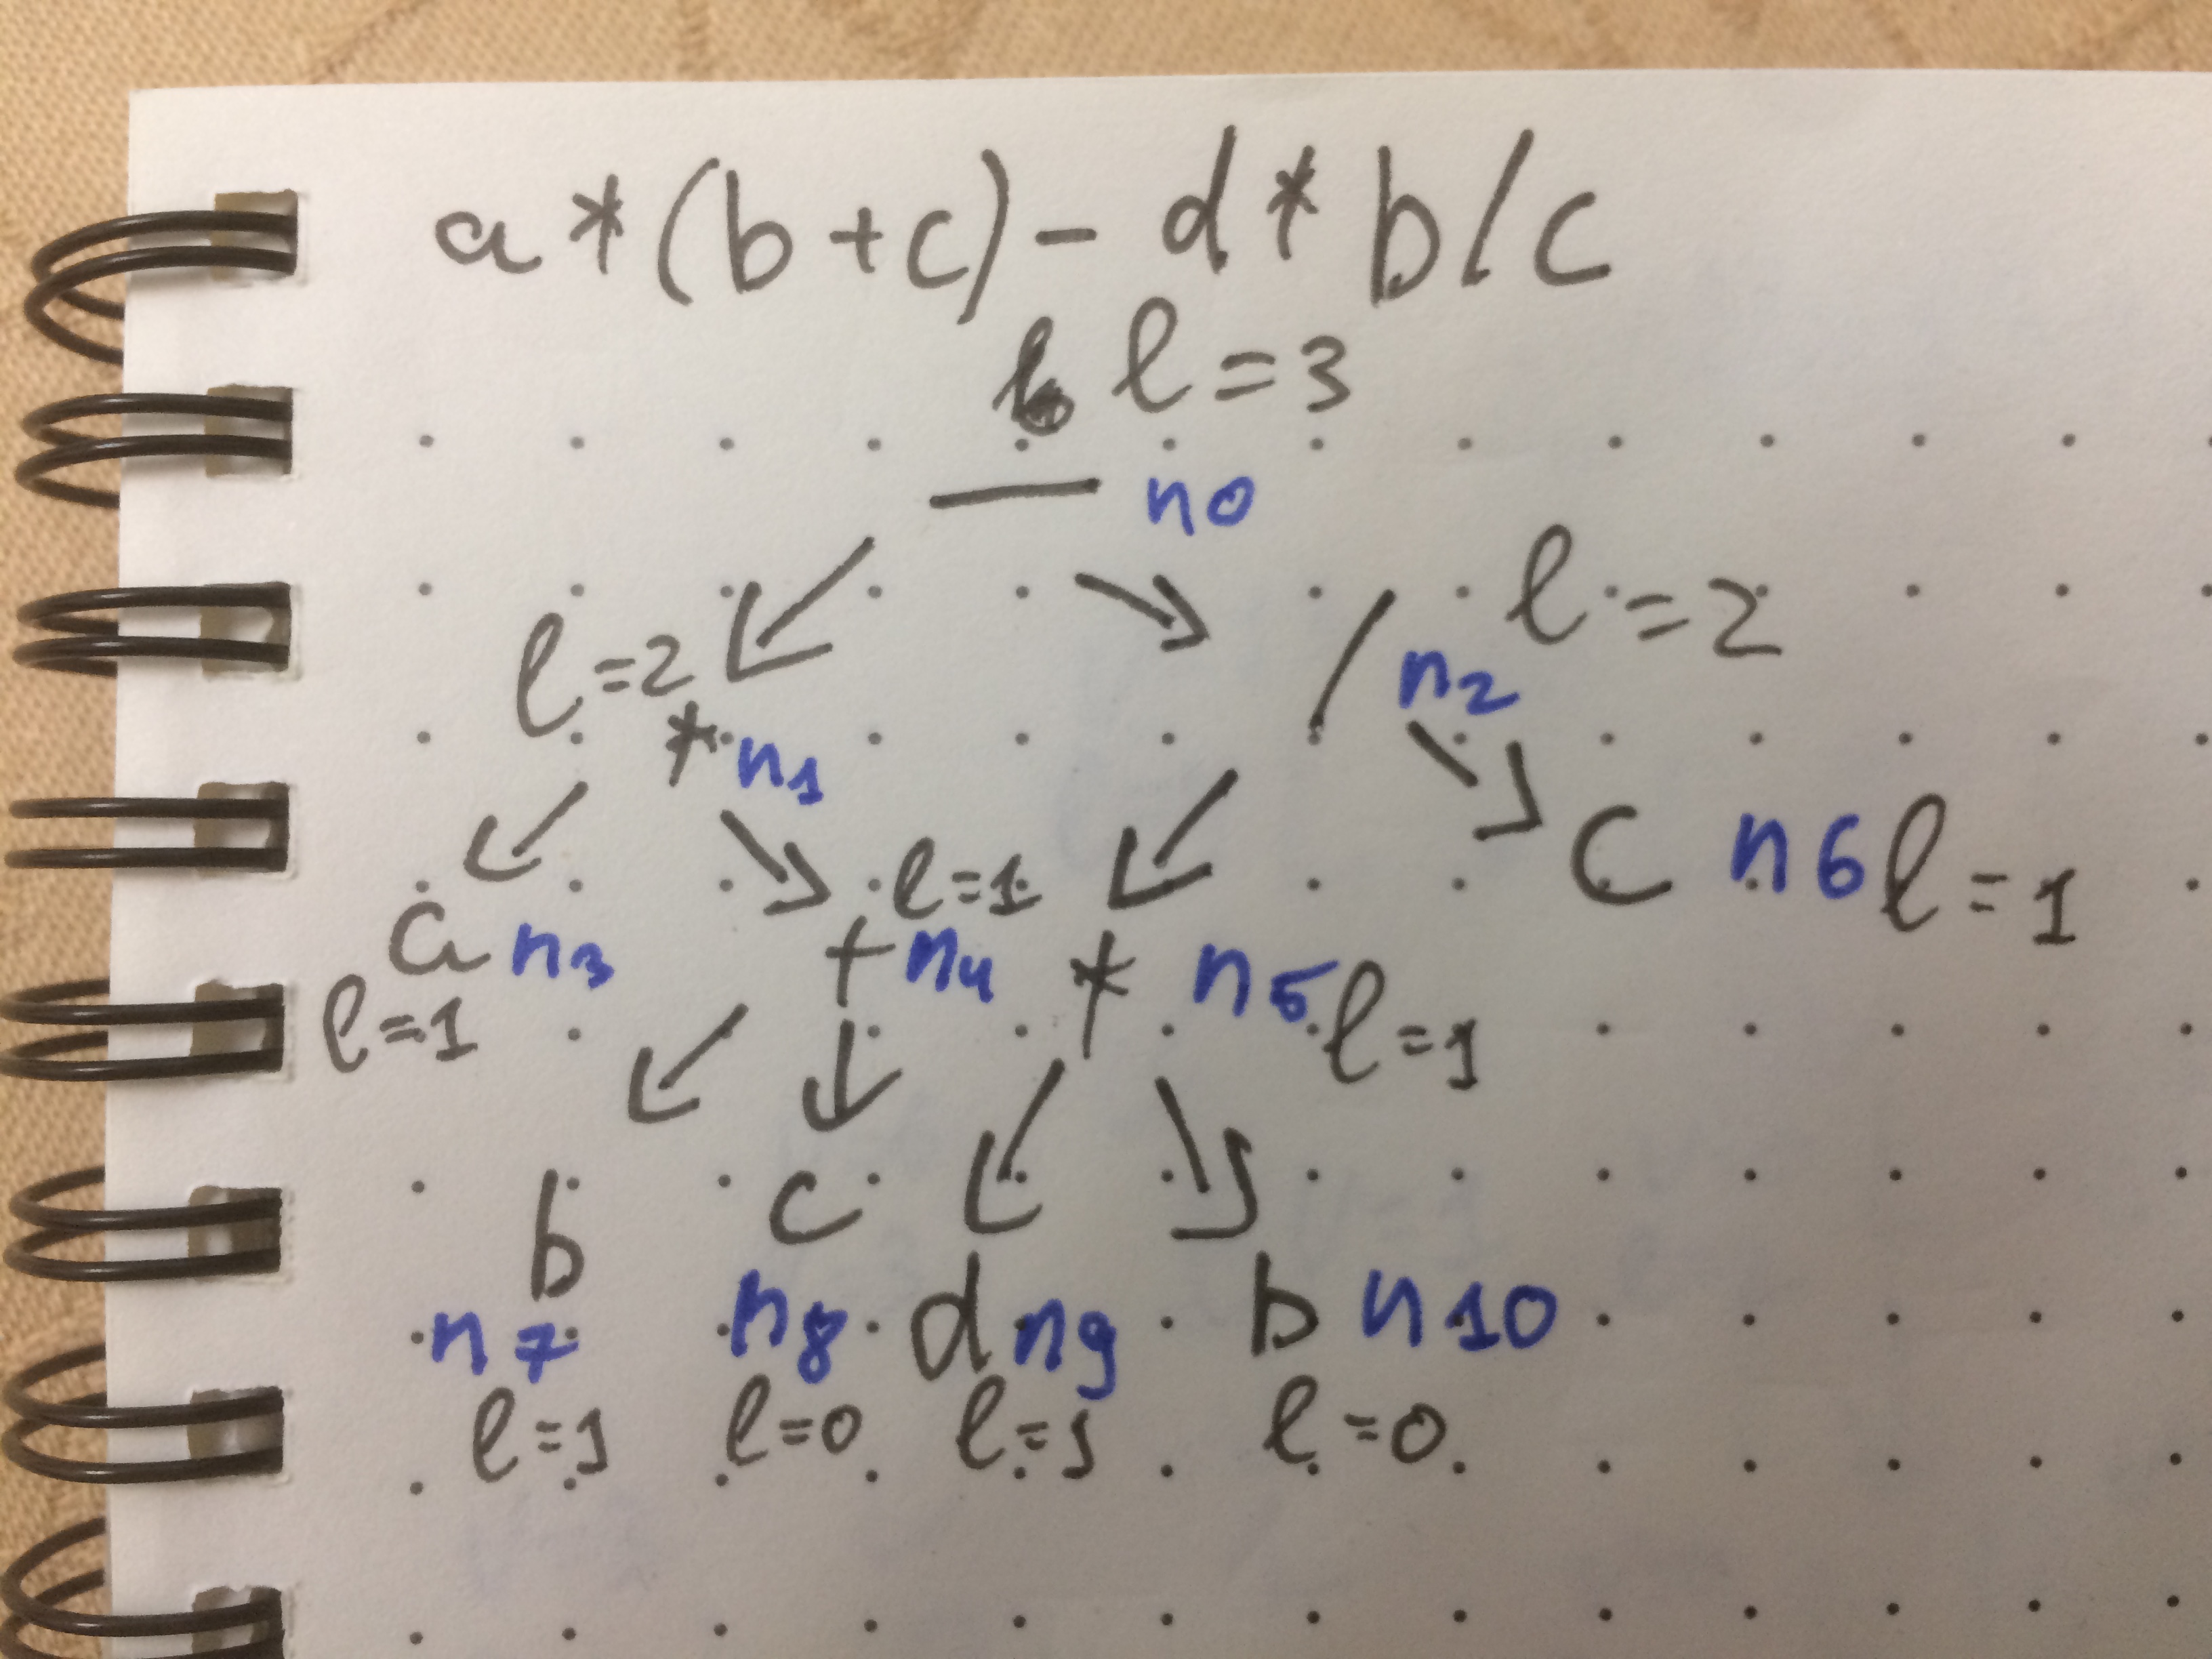 a*(b+c)- d*b/c
l=3
— n0
l=2
/ n2 l=2
* n1
a n3
l=1
+ n4 l=1
* n5 l=1
c n6 l=1
b c d b
n7 n8 n9 n10
l=1 l=0 l=1 l=0